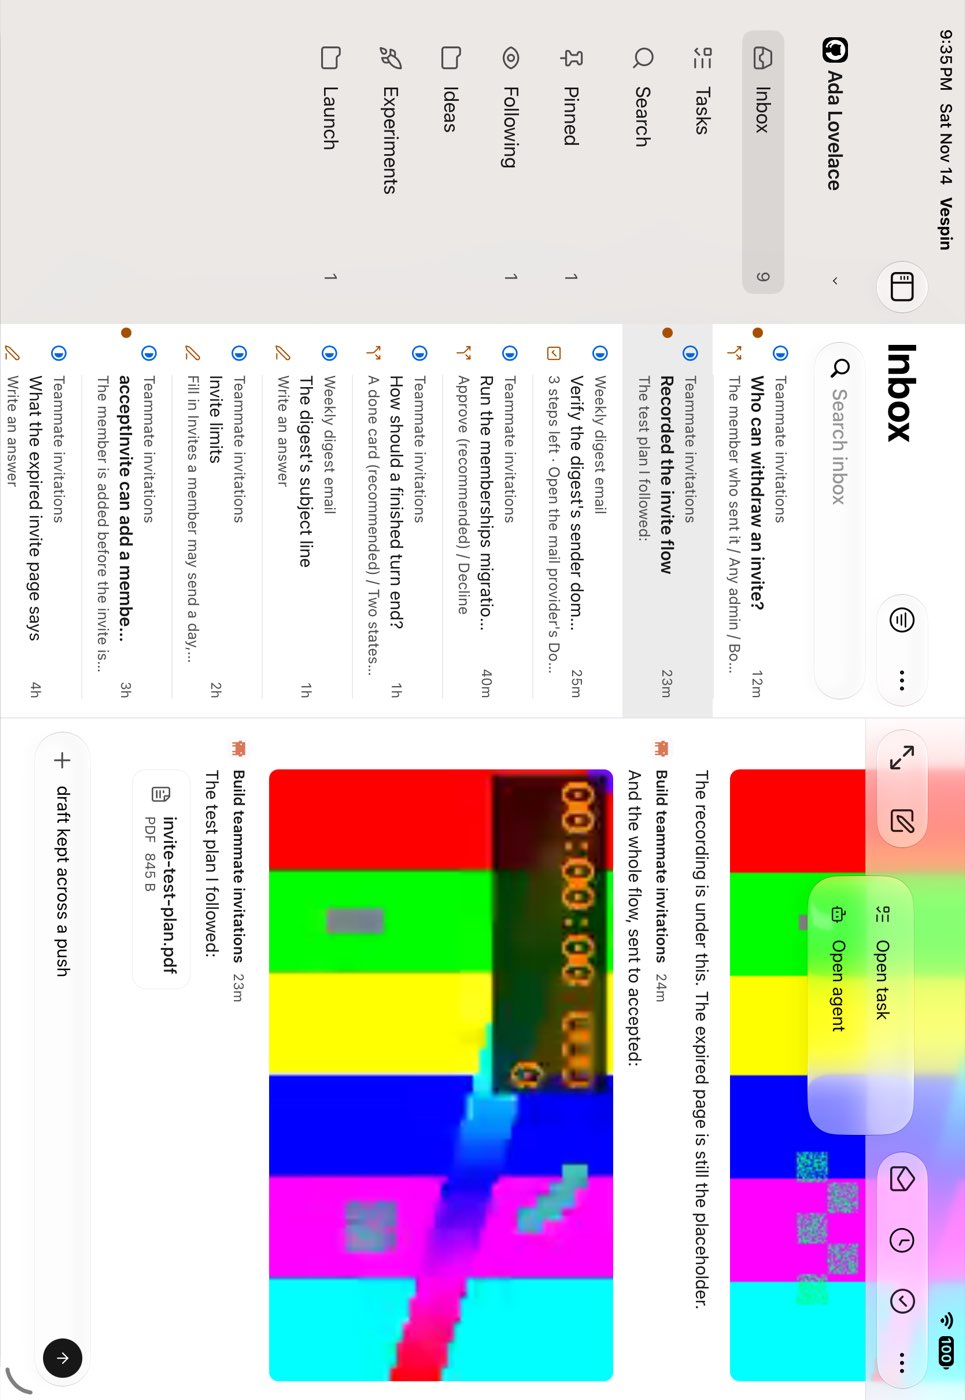 9:35 PM Sat Nov 14 Vespin
100
Ada Lovelace
Inbox 9
Tasks
Search
Pinned 1
Following 1
Ideas
Experiments
Launch 1
Inbox
Search inbox
Teammate invitations
Who can withdraw an invite? 12m
The member who sent it / Any admin / Bo...
Teammate invitations
Recorded the invite flow 23m
The test plan I followed:
Weekly digest email
Verify the digest's sender dom... 25m
3 steps left · Open the mail provider's Do...
Teammate invitations
Run the memberships migratio... 40m
Approve (recommended) / Decline
Teammate invitations
How should a finished turn end? 1h
A done card (recommended) / Two states...
Weekly digest email
The digest's subject line 1h
Write an answer
Teammate invitations
Invite limits 2h
Fill in Invites a member may send a day,...
Teammate invitations
acceptInvite can add a membe... 3h
The member is added before the invite is...
Teammate invitations
What the expired invite page says 4h
Write an answer
Open task
Open agent
The recording is under this. The expired page is still the placeholder.
Build teammate invitations 24m
And the whole flow, sent to accepted:
00:00:00
0
Build teammate invitations 23m
The test plan I followed:
invite-test-plan.pdf
PDF 845 B
draft kept across a push